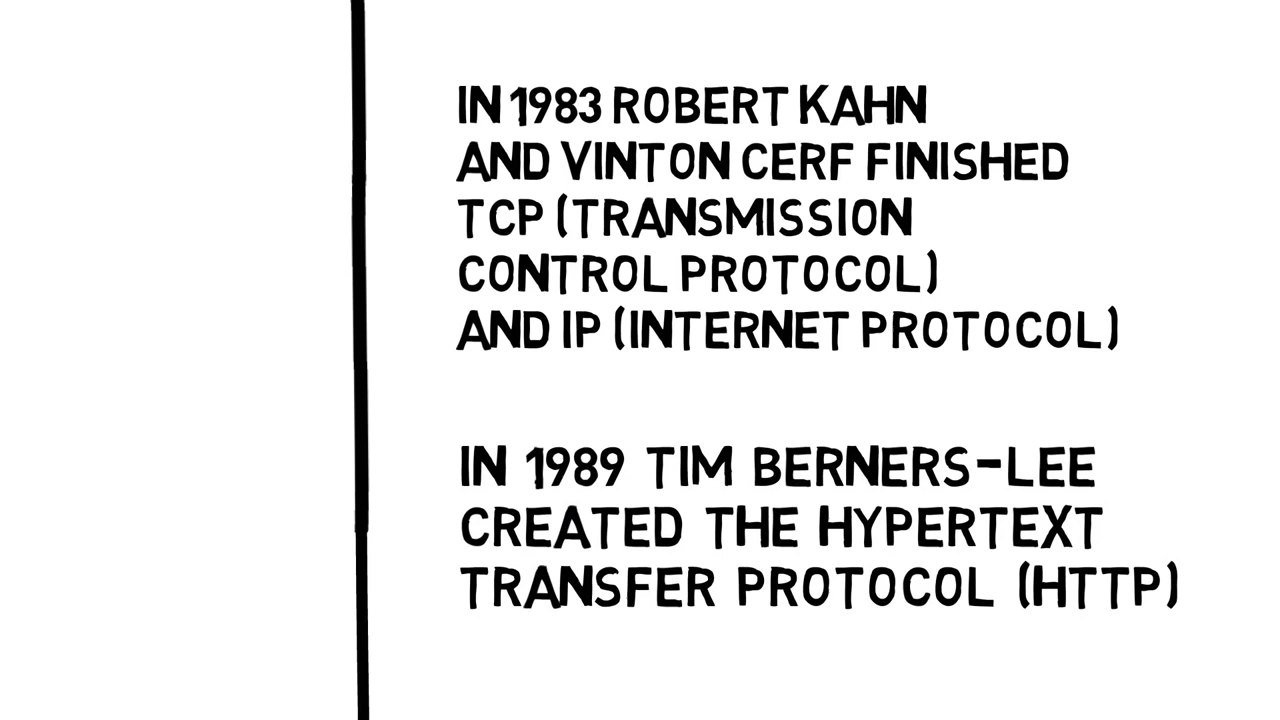 IN 1983 ROBERT KAHN
AND VINTON CERF FINISHED
TCP (TRANSMISSION
CONTROL PROTOCOL)
AND IP (INTERNET PROTOCOL)
IN 1989 TIM BERNERS-LEE
CREATED THE HYPERTEXT
TRANSFER PROTOCOL (HTTP)